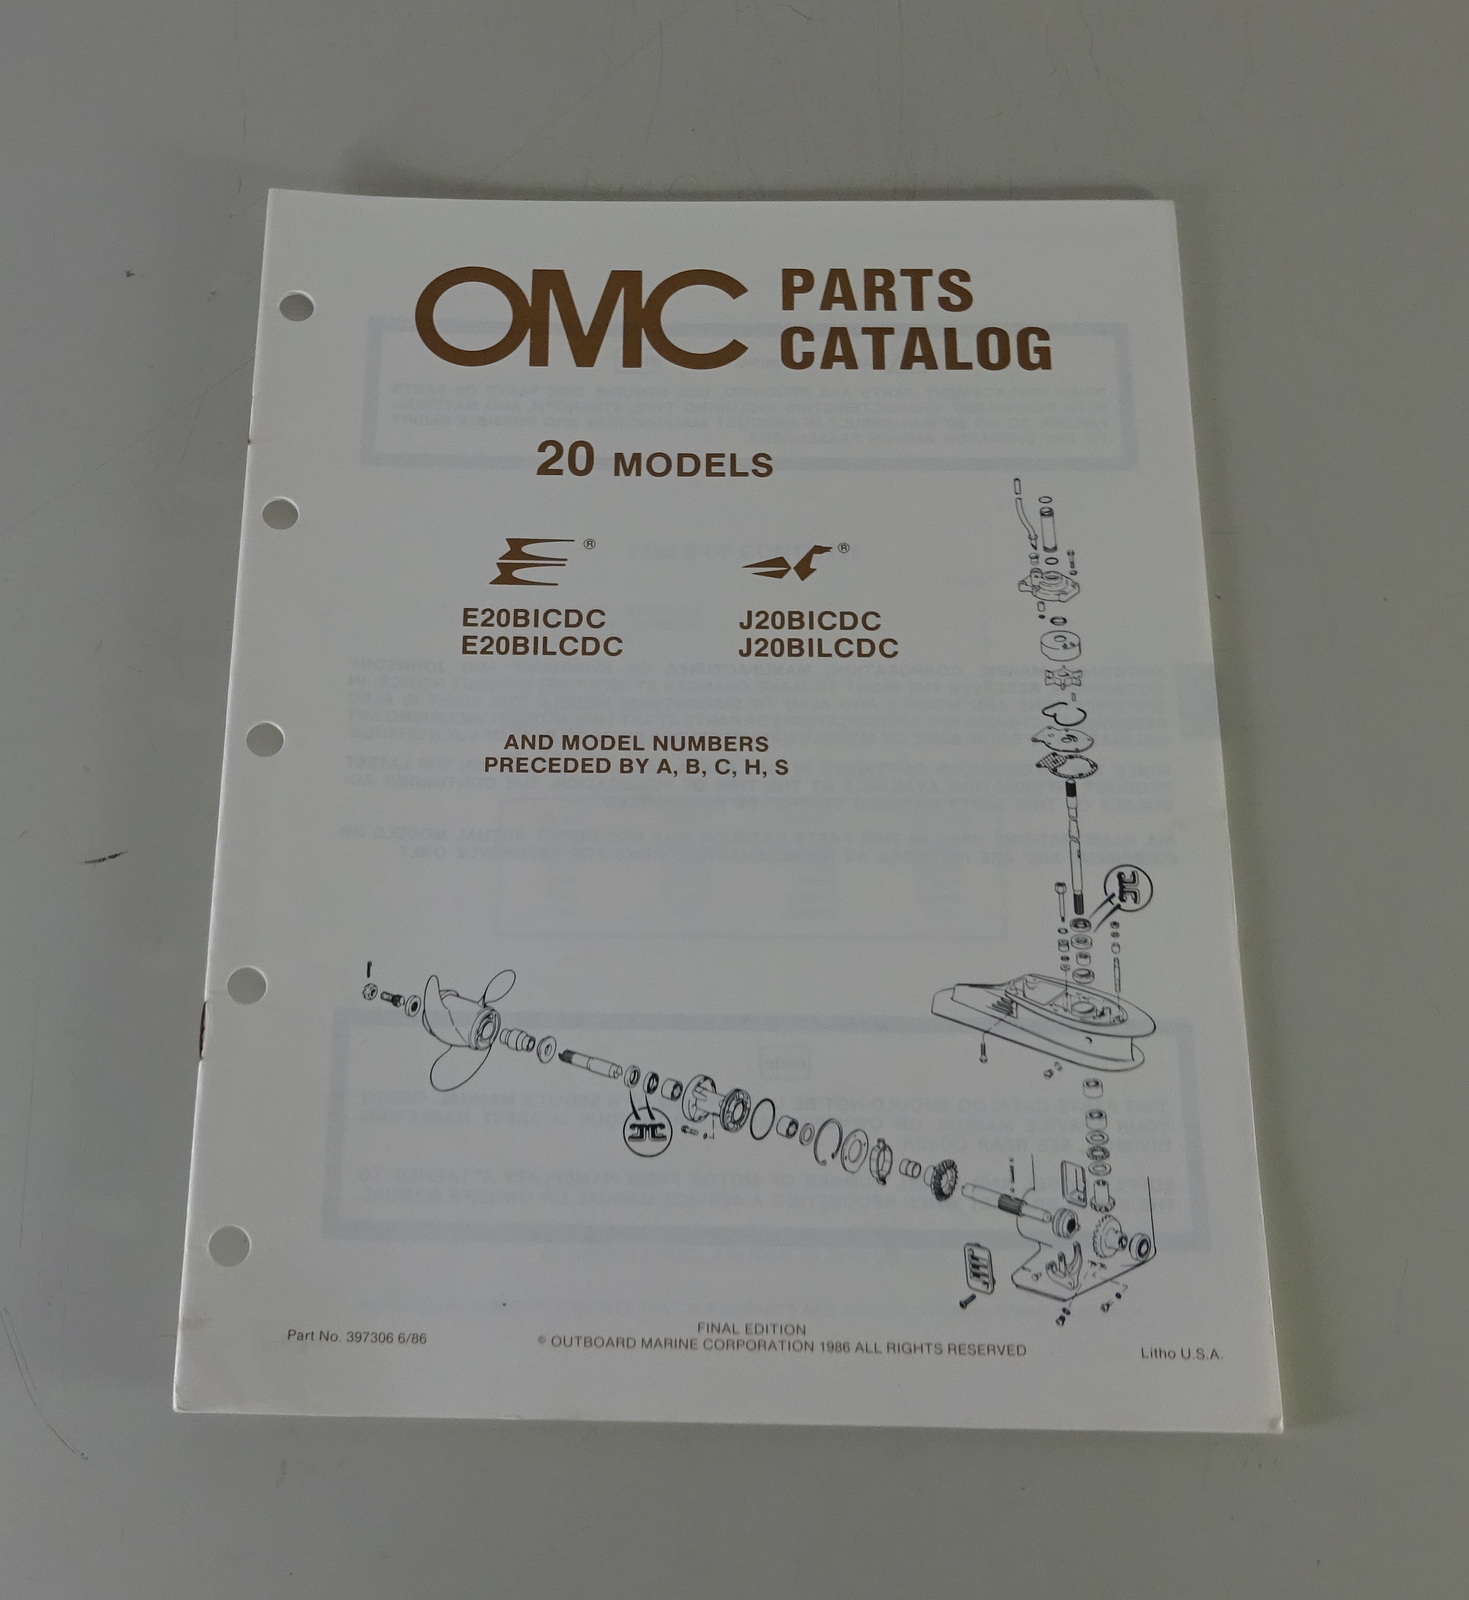 OMC PARTS
CATALOG
20 MODELS
E20BICDC
E20BILCDC
J20BICDC
J20BILCDC
AND MODEL NUMBERS
PRECEDED BY A, B, C, H, S
Part No. 397306 6/86
FINAL EDITION
© OUTBOARD MARINE CORPORATION 1986 ALL RIGHTS RESERVED
Litho U.S.A.